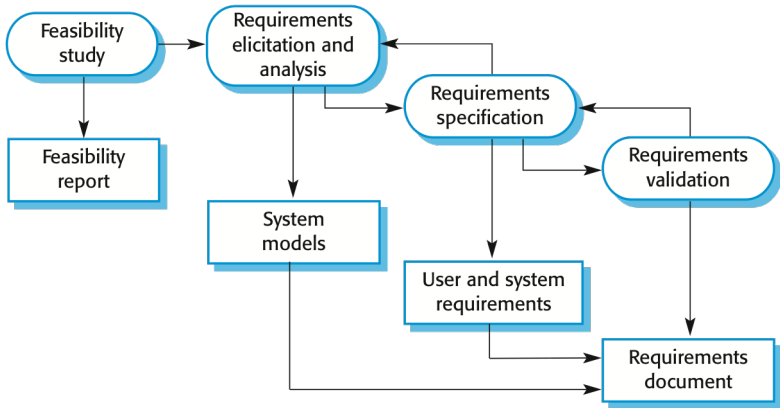 Feasibility
study
Requirements
elicitation and
analysis
Requirements
specification
Requirements
validation
Feasibility
report
System
models
User and system
requirements
Requirements
document